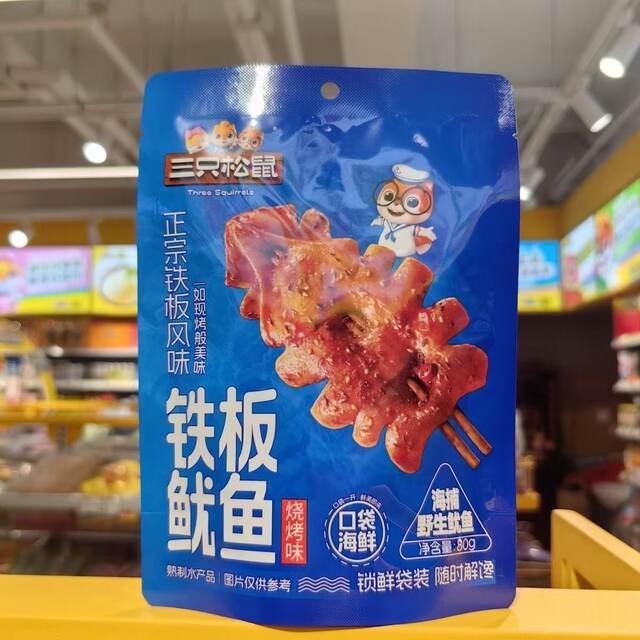 三只松鼠
Three Squirrels
正宗铁板风味
一如现烤般美味
铁板
鱿鱼
烧烤味
口袋
海鲜
海捕
野生鱿鱼
净含量:80g
熟制水产品 | 图片仅供参考
锁鲜袋装 随时解馋